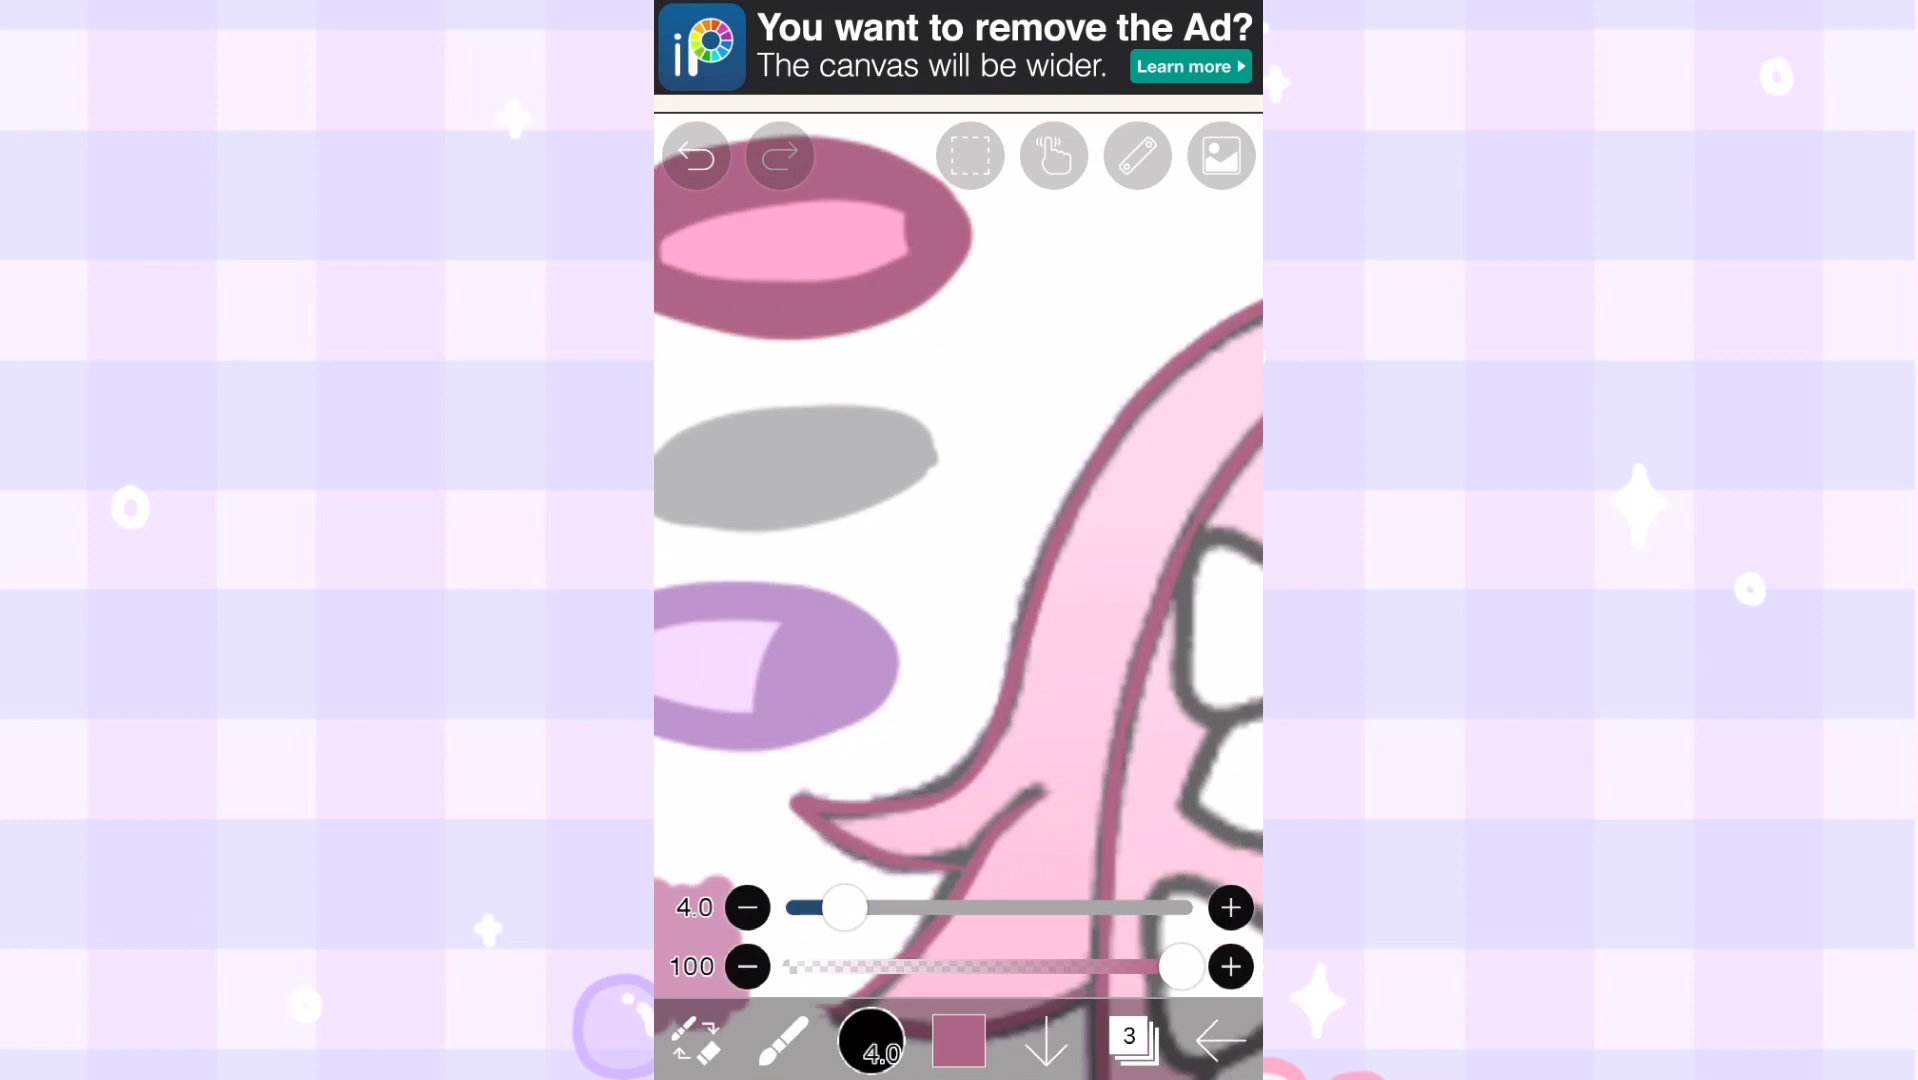 iP
You want to remove the Ad?
The canvas will be wider.
Learn more
4.0
100
4.0
3